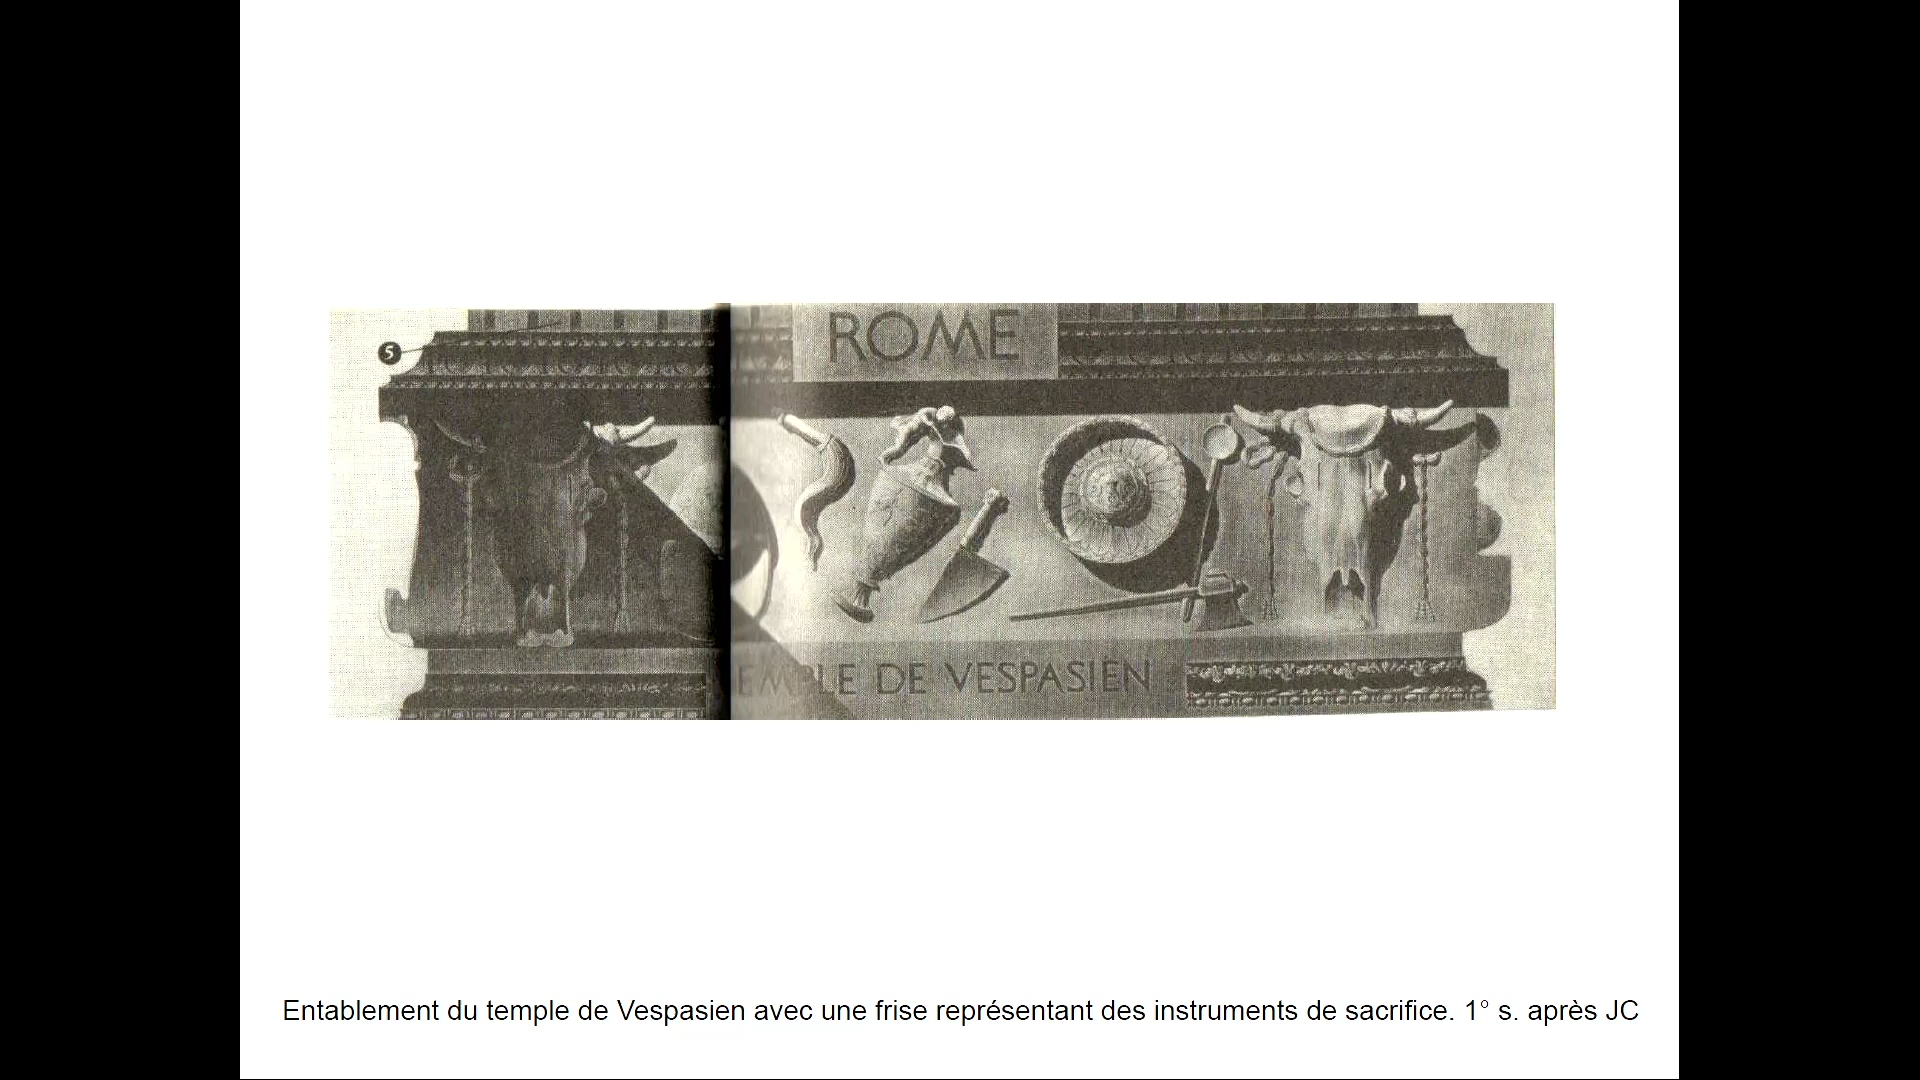 5
ROME
EMPLE DE VESPASIEN
Entablement du temple de Vespasien avec une frise représentant des instruments de sacrifice. 1° s. après JC